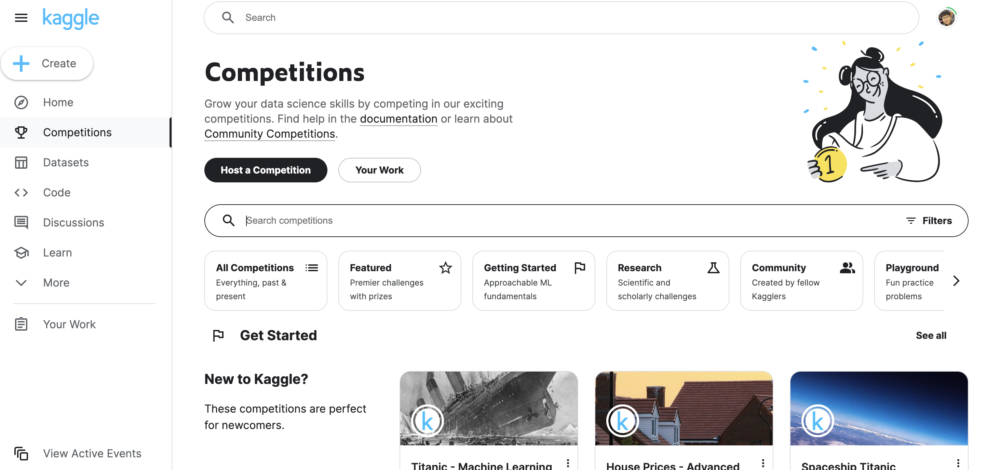 kaggle
Search
Create
Home
Competitions
Datasets
Code
Discussions
Learn
More
Your Work
View Active Events
Competitions
Grow your data science skills by competing in our exciting
competitions. Find help in the documentation or learn about
Community Competitions.
Host a Competition
Your Work
1
Search competitions
Filters
All Competitions
Everything, past &
present
Featured
Premier challenges
with prizes
Getting Started
Approachable ML
fundamentals
Research
Scientific and
scholarly challenges
Community
Created by fellow
Kagglers
Playground
Fun practice
problems
Get Started
See all
New to Kaggle?
These competitions are perfect
for newcomers.
k
Titanic - Machine Learning
k
House Prices - Advanced
k
Spaceship Titanic